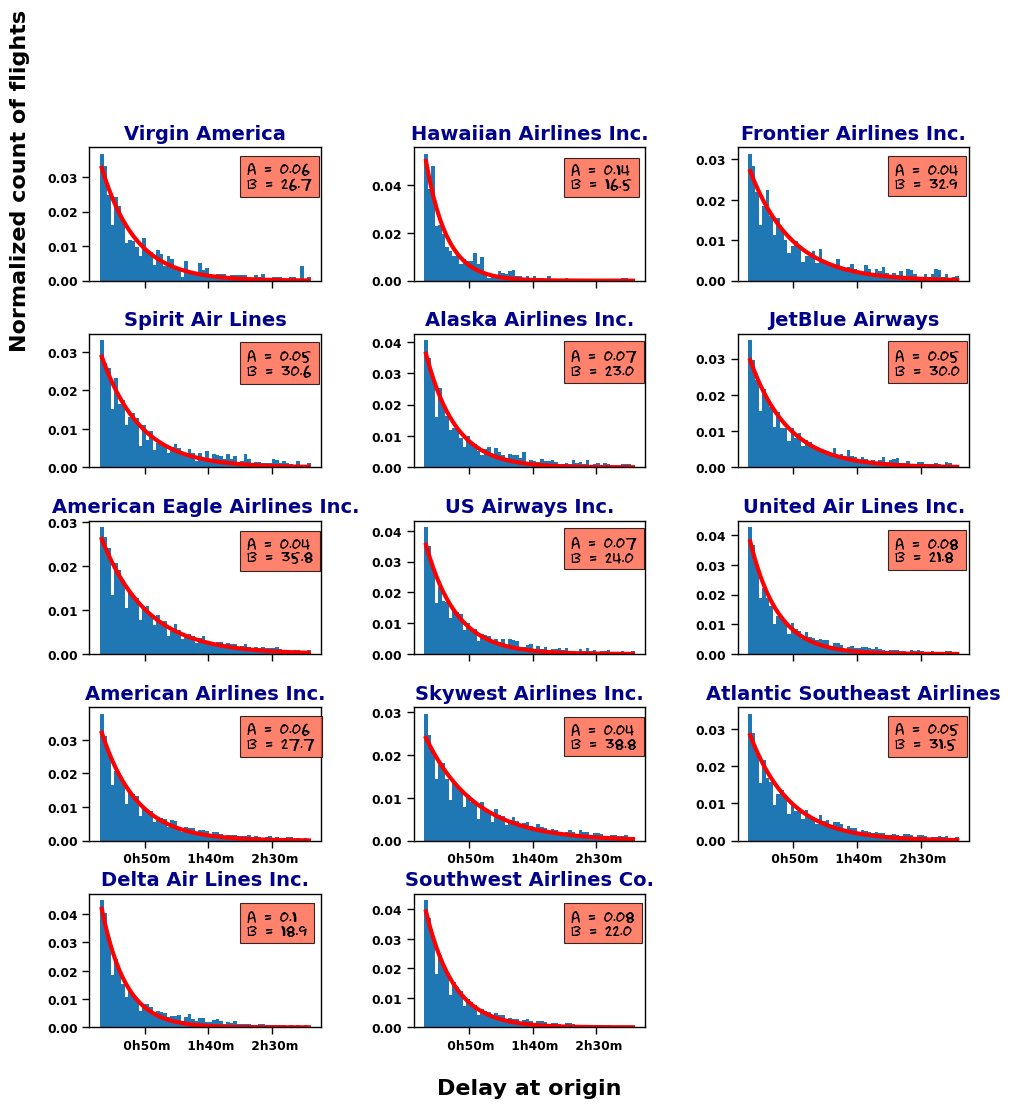 Normalized count of flights
Virgin America
0.03
0.02
0.01
0.00
A = 0.06
B = 26.7
Hawaiian Airlines Inc.
0.04
0.02
0.00
A = 0.14
B = 16.5
Frontier Airlines Inc.
0.03
0.02
0.01
0.00
A = 0.04
B = 32.9
Spirit Air Lines
0.03
0.02
0.01
0.00
A = 0.05
B = 30.6
Alaska Airlines Inc.
0.04
0.03
0.02
0.01
0.00
A = 0.07
B = 23.0
JetBlue Airways
0.03
0.02
0.01
0.00
A = 0.05
B = 30.0
American Eagle Airlines Inc.
0.03
0.02
0.01
0.00
A = 0.04
B = 35.8
US Airways Inc.
0.04
0.03
0.02
0.01
0.00
A = 0.07
B = 24.0
United Air Lines Inc.
0.04
0.03
0.02
0.01
0.00
A = 0.08
B = 21.8
American Airlines Inc.
0.03
0.02
0.01
0.00
A = 0.06
B = 27.7
0h50m 1h40m 2h30m
Skywest Airlines Inc.
0.03
0.02
0.01
0.00
A = 0.04
B = 38.8
0h50m 1h40m 2h30m
Atlantic Southeast Airlines
0.03
0.02
0.01
0.00
A = 0.05
B = 31.5
0h50m 1h40m 2h30m
Delta Air Lines Inc.
0.04
0.03
0.02
0.01
0.00
A = 0.1
B = 18.9
0h50m 1h40m 2h30m
Southwest Airlines Co.
0.04
0.03
0.02
0.01
0.00
A = 0.08
B = 22.0
0h50m 1h40m 2h30m
Delay at origin